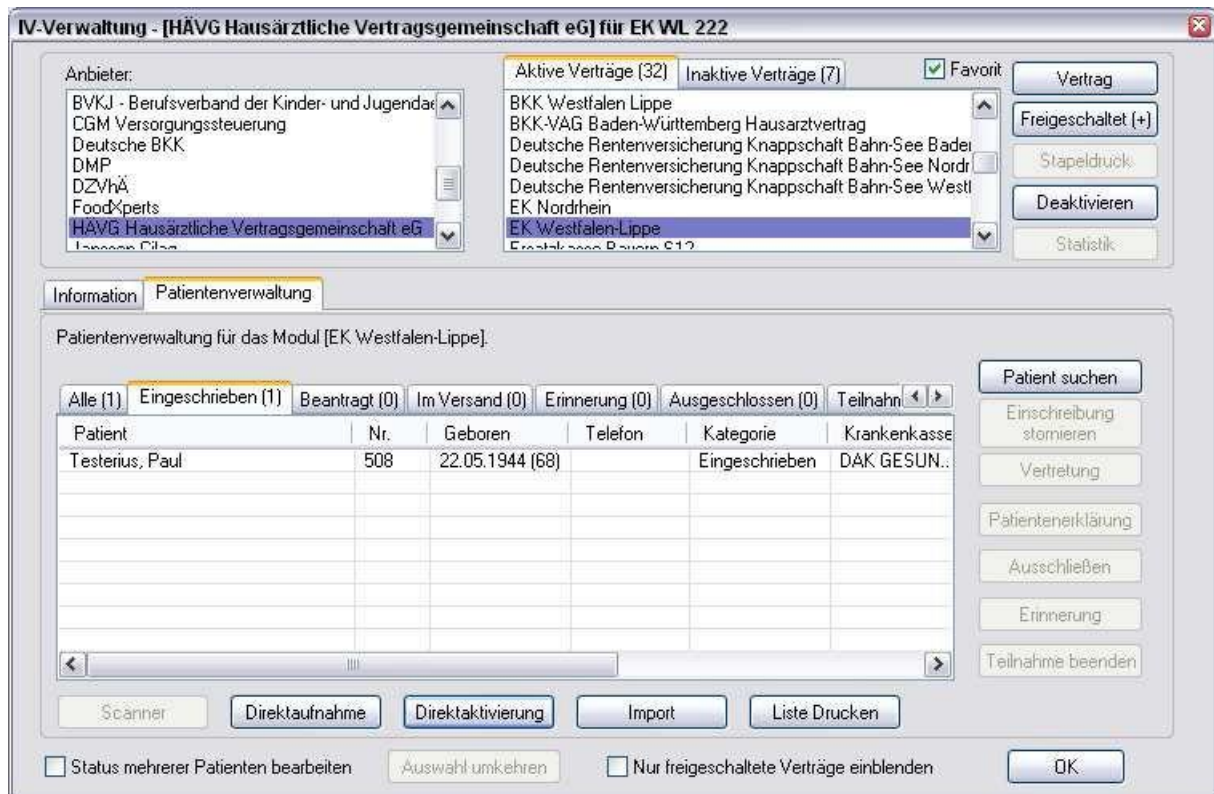 IV-Verwaltung - [HÄVG Hausärztliche Vertragsgemeinschaft eG] für EK WL 222
Anbieter:
BVKJ - Berufsverband der Kinder- und Jugendae
CGM Versorgungssteuerung
Deutsche BKK
DMP
DZVhÄ
FoodXperts
HÄVG Hausärztliche Vertragsgemeinschaft eG
Janssen Cilag
Aktive Verträge (32) Inaktive Verträge (7) Favorit
BKK Westfalen Lippe
BKK-VAG Baden-Württemberg Hausarztvertrag
Deutsche Rentenversicherung Knappschaft Bahn-See Baden
Deutsche Rentenversicherung Knappschaft Bahn-See Nordr
Deutsche Rentenversicherung Knappschaft Bahn-See Westf
EK Nordrhein
EK Westfalen-Lippe
Ersatzkasse Bayern S12
Vertrag
Freigeschaltet (+)
Stapeldruck
Deaktivieren
Statistik
Information Patientenverwaltung
Patientenverwaltung für das Modul [EK Westfalen-Lippe].
Alle (1) Eingeschrieben (1) Beantragt (0) Im Versand (0) Erinnerung (0) Ausgeschlossen (0) Teilnahm
Patient Nr. Geboren Telefon Kategorie Krankenkasse
Testerius, Paul 508 22.05.1944 (68) Eingeschrieben DAK GESUN...
Patient suchen
Einschreibung
stornieren
Vertretung
Patientenerklärung
Ausschließen
Erinnerung
Teilnahme beenden
Scanner Direktaufnahme Direktaktivierung Import Liste Drucken
Status mehrerer Patienten bearbeiten Auswahl umkehren Nur freigeschaltete Verträge einblenden OK